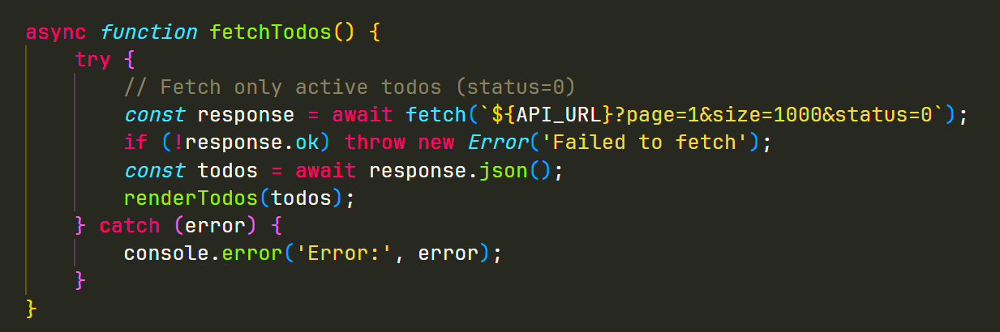 async function fetchTodos() {
    try {
        // Fetch only active todos (status=0)
        const response = await fetch(`${API_URL}?page=1&size=1000&status=0`);
        if (!response.ok) throw new Error('Failed to fetch');
        const todos = await response.json();
        renderTodos(todos);
    } catch (error) {
        console.error('Error:', error);
    }
}